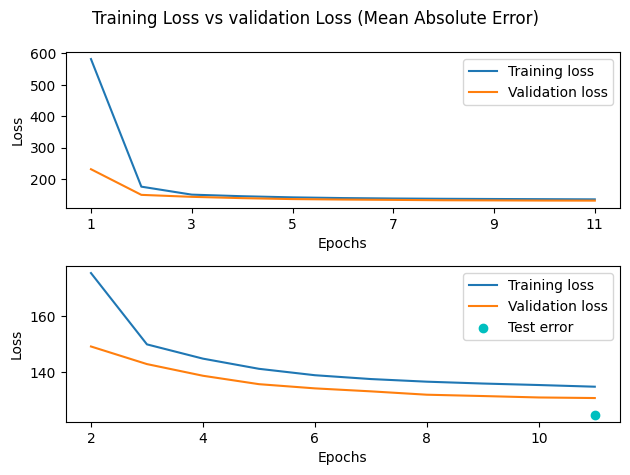 Training Loss vs validation Loss (Mean Absolute Error)
600
500
400
300
200
Loss
Training loss
Validation loss
1 3 5 7 9 11
Epochs
160
140
Loss
Training loss
Validation loss
Test error
2 4 6 8 10
Epochs